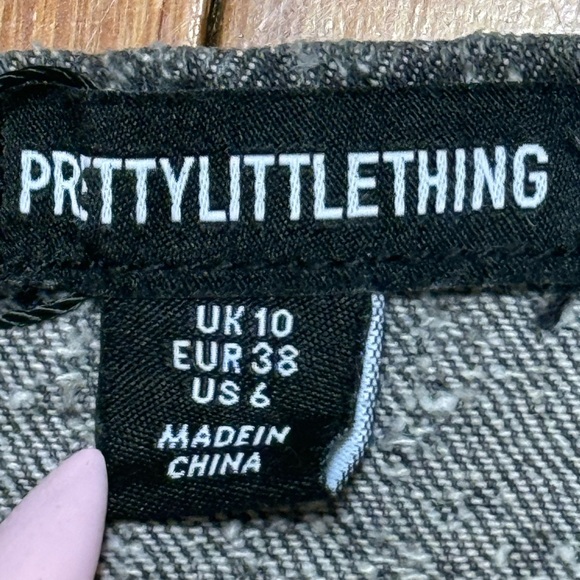 PRETTYLITTLETHING
UK 10
EUR 38
US 6
MADE IN
CHINA